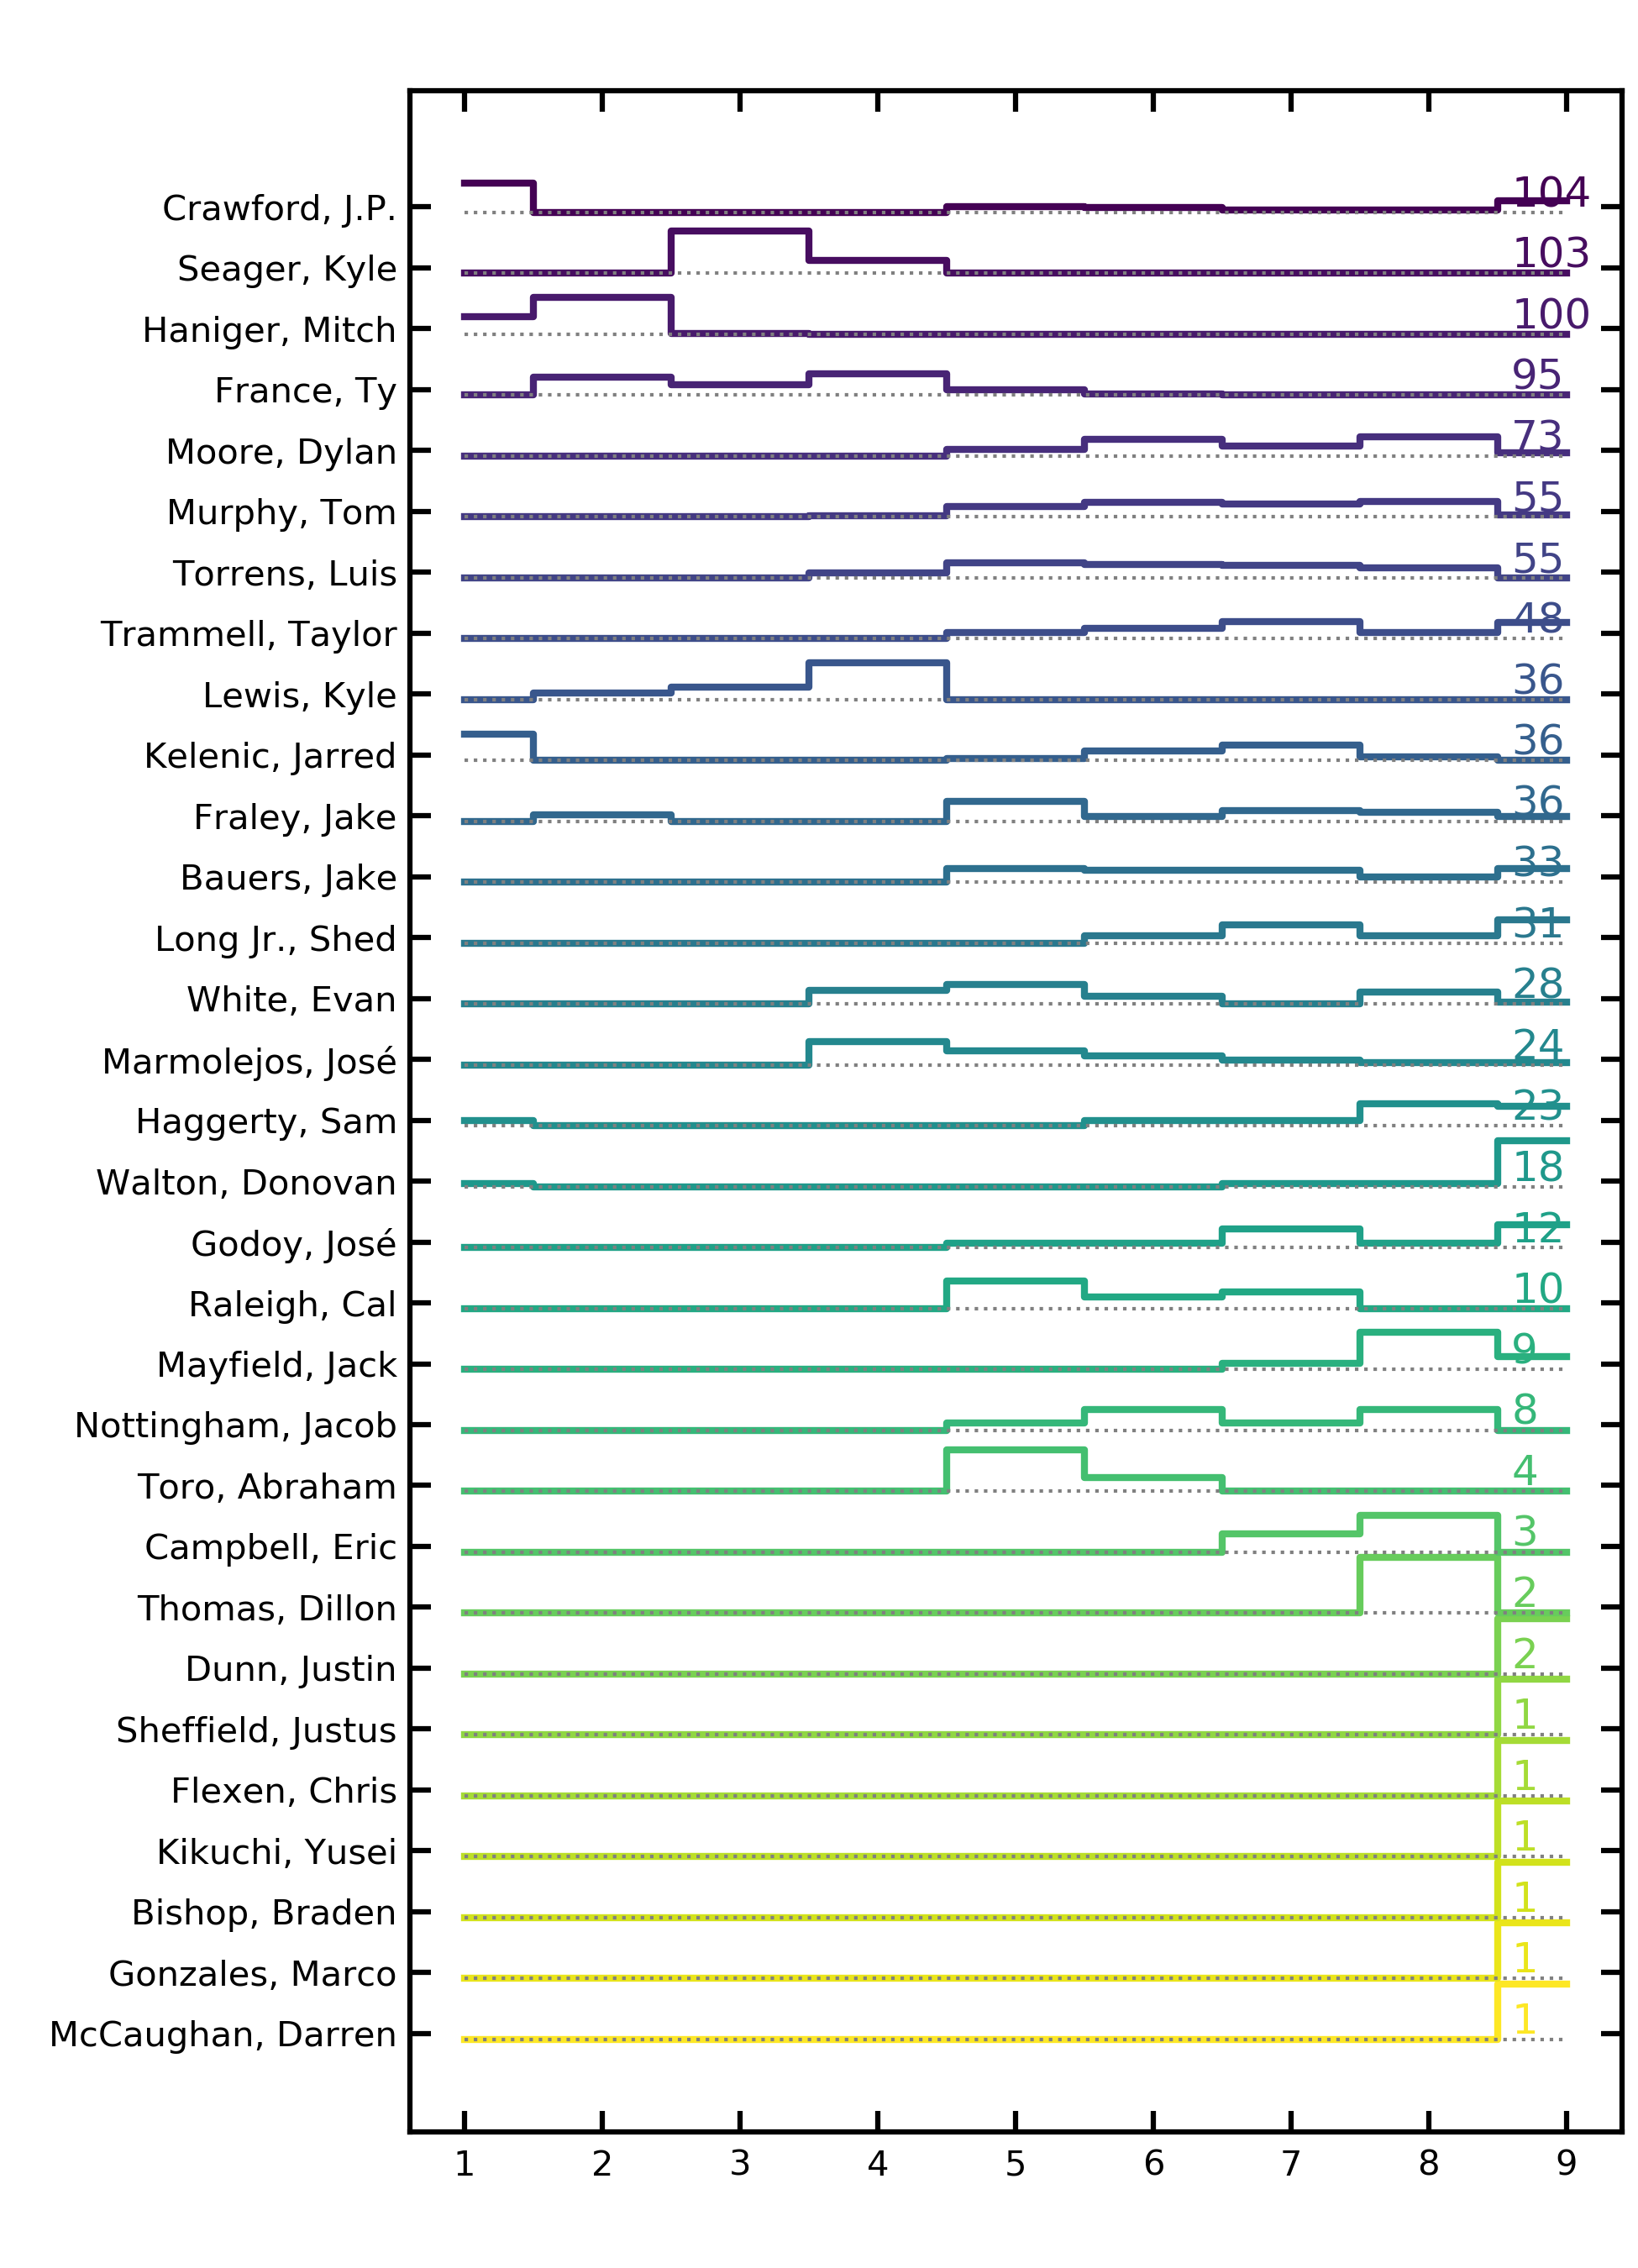 Crawford, J.P. 104
Seager, Kyle 103
Haniger, Mitch 100
France, Ty 95
Moore, Dylan 73
Murphy, Tom 55
Torrens, Luis 55
Trammell, Taylor 48
Lewis, Kyle 36
Kelenic, Jarred 36
Fraley, Jake 36
Bauers, Jake 33
Long Jr., Shed 31
White, Evan 28
Marmolejos, José 24
Haggerty, Sam 23
Walton, Donovan 18
Godoy, José 12
Raleigh, Cal 10
Mayfield, Jack 9
Nottingham, Jacob 8
Toro, Abraham 4
Campbell, Eric 3
Thomas, Dillon 2
Dunn, Justin 2
Sheffield, Justus 1
Flexen, Chris 1
Kikuchi, Yusei 1
Bishop, Braden 1
Gonzales, Marco 1
McCaughan, Darren 1
1 2 3 4 5 6 7 8 9